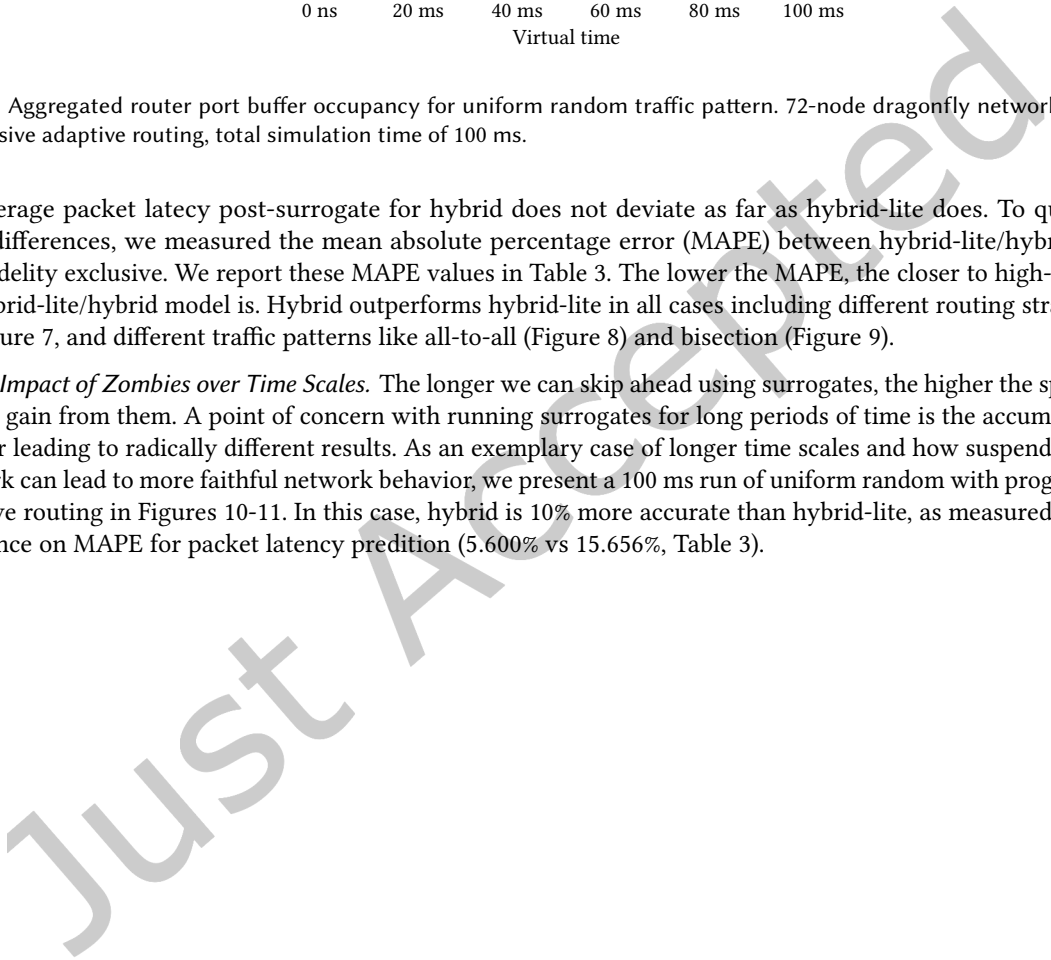 0 ns 20 ms 40 ms 60 ms 80 ms 100 ms
Virtual time
Aggregated router port buffer occupancy for uniform random traffic pattern. 72-node dragonfly network
sive adaptive routing, total simulation time of 100 ms.
erage packet latecy post-surrogate for hybrid does not deviate as far as hybrid-lite does. To qu
differences, we measured the mean absolute percentage error (MAPE) between hybrid-lite/hybr
delity exclusive. We report these MAPE values in Table 3. The lower the MAPE, the closer to high-
brid-lite/hybrid model is. Hybrid outperforms hybrid-lite in all cases including different routing stra
ure 7, and different traffic patterns like all-to-all (Figure 8) and bisection (Figure 9).
Impact of Zombies over Time Scales. The longer we can skip ahead using surrogates, the higher the sp
gain from them. A point of concern with running surrogates for long periods of time is the accum
r leading to radically different results. As an exemplary case of longer time scales and how suspend
rk can lead to more faithful network behavior, we present a 100 ms run of uniform random with prog
ve routing in Figures 10-11. In this case, hybrid is 10% more accurate than hybrid-lite, as measured
nce on MAPE for packet latency predition (5.600% vs 15.656%, Table 3).
Just Accepted